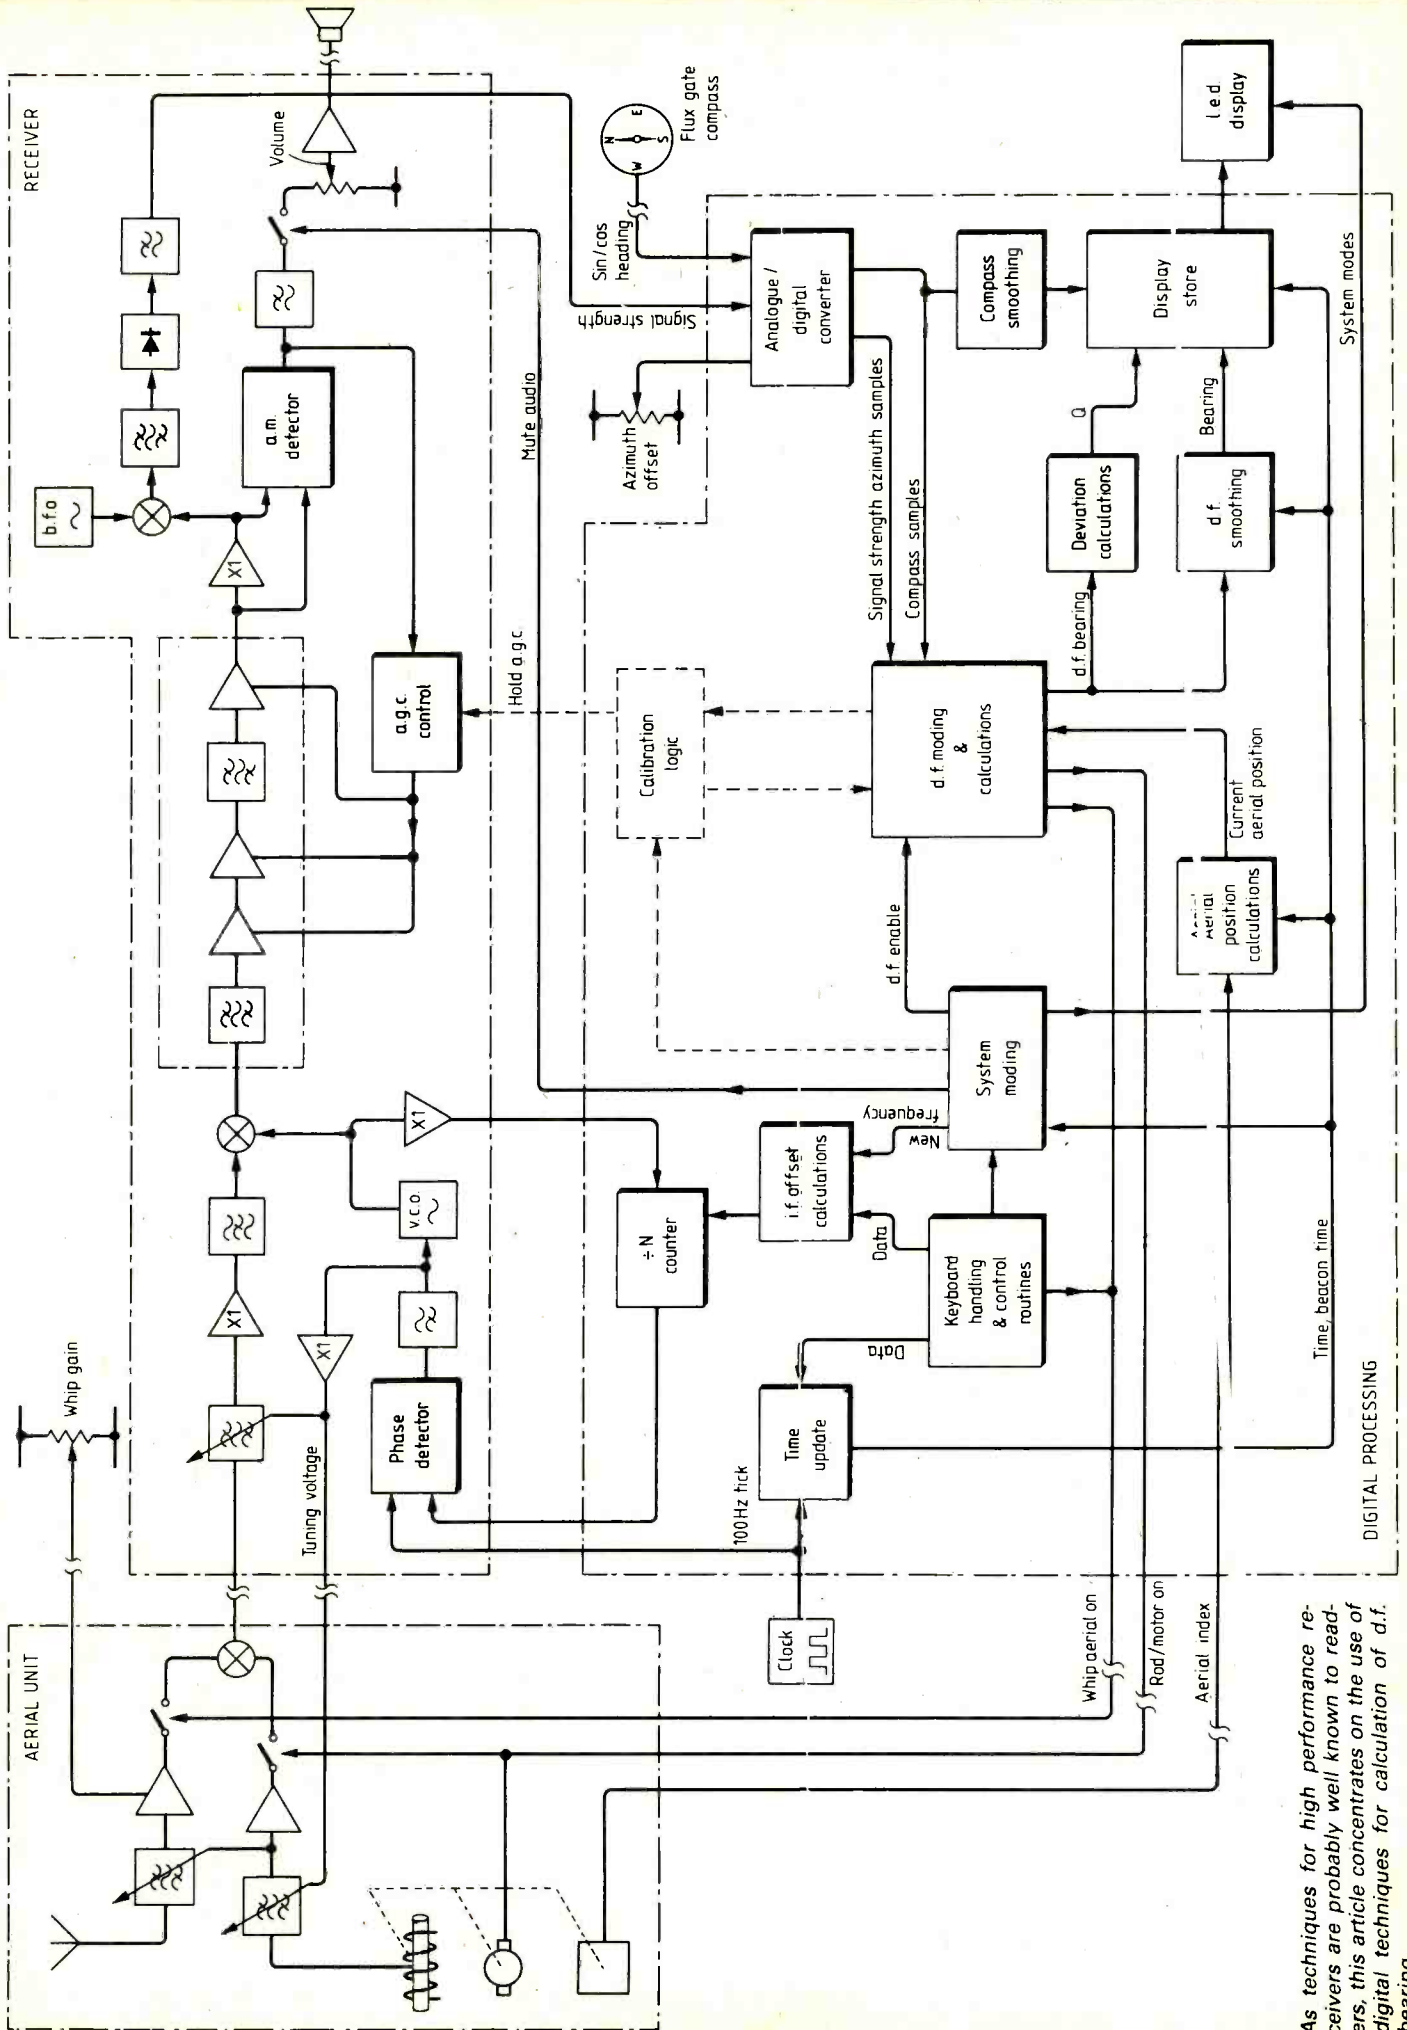 RECEIVER
AERIAL UNIT
DIGITAL PROCESSING
Whip gain
Tuning voltage
X1
X1
X1
X1
Phase
detector
v.c.o.
b.f.o
a.m.
detector
a.g.c.
control
Volume
Hold a.g.c.
Mute audio
Signal strength
Sin/cos
heading
Flux gate
compass
N
E
S
W
Azimuth
offset
Analogue/
digital
converter
Compass
smoothing
Signal strength azimuth samples
Compass samples
Calibration
logic
÷N
counter
i.f. offset
calculations
New
frequency
Data
Data
100Hz tick
Clock
Time
update
Keyboard
handling
& control
routines
System
moding
d.f. enable
d.f. moding
&
calculations
d.f. bearing
Deviation
calculations
Q
d.f.
smoothing
Bearing
Display
store
l.e.d.
display
System modes
Aerial
position
calculations
Current
aerial position
Time, beacon time
Whip aerial on
Rod/motor on
Aerial index
As techniques for high performance re-
ceivers are probably well known to read-
ers, this article concentrates on the use of
digital techniques for calculation of d.f.
bearing